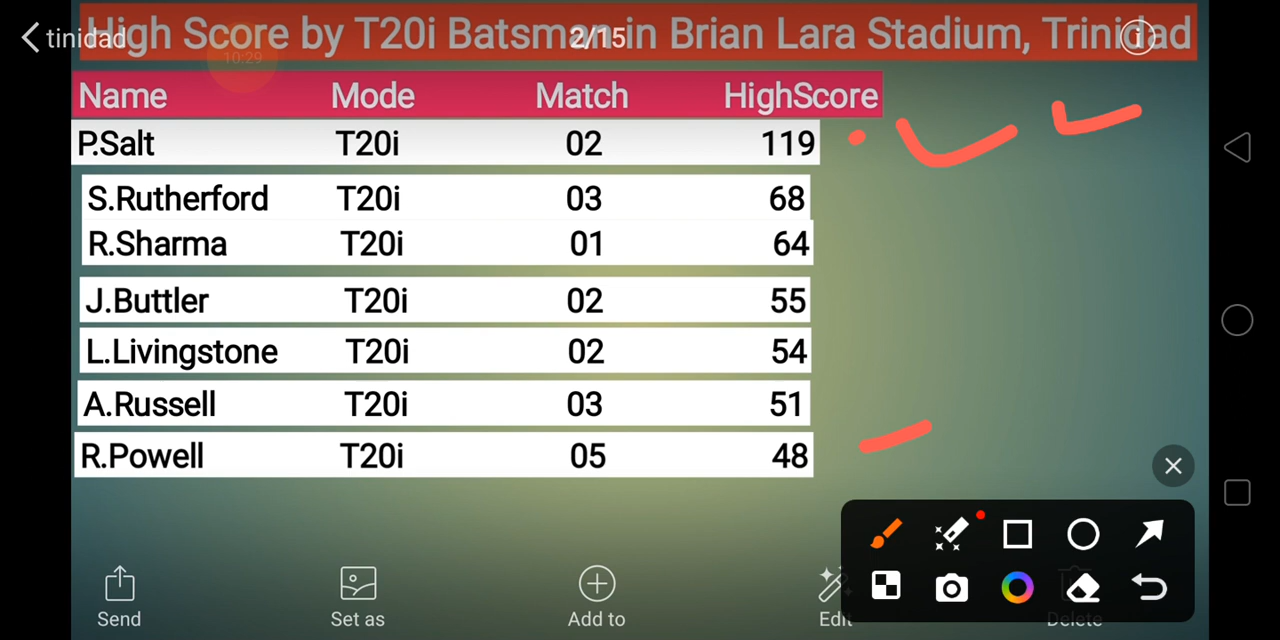 tinidad
2/15
High Score by T20i Batsman in Brian Lara Stadium, Trinidad
10:29
Name Mode Match HighScore
P.Salt T20i 02 119
S.Rutherford T20i 03 68
R.Sharma T20i 01 64
J.Buttler T20i 02 55
L.Livingstone T20i 02 54
A.Russell T20i 03 51
R.Powell T20i 05 48
Send Set as Add to Edit Delete